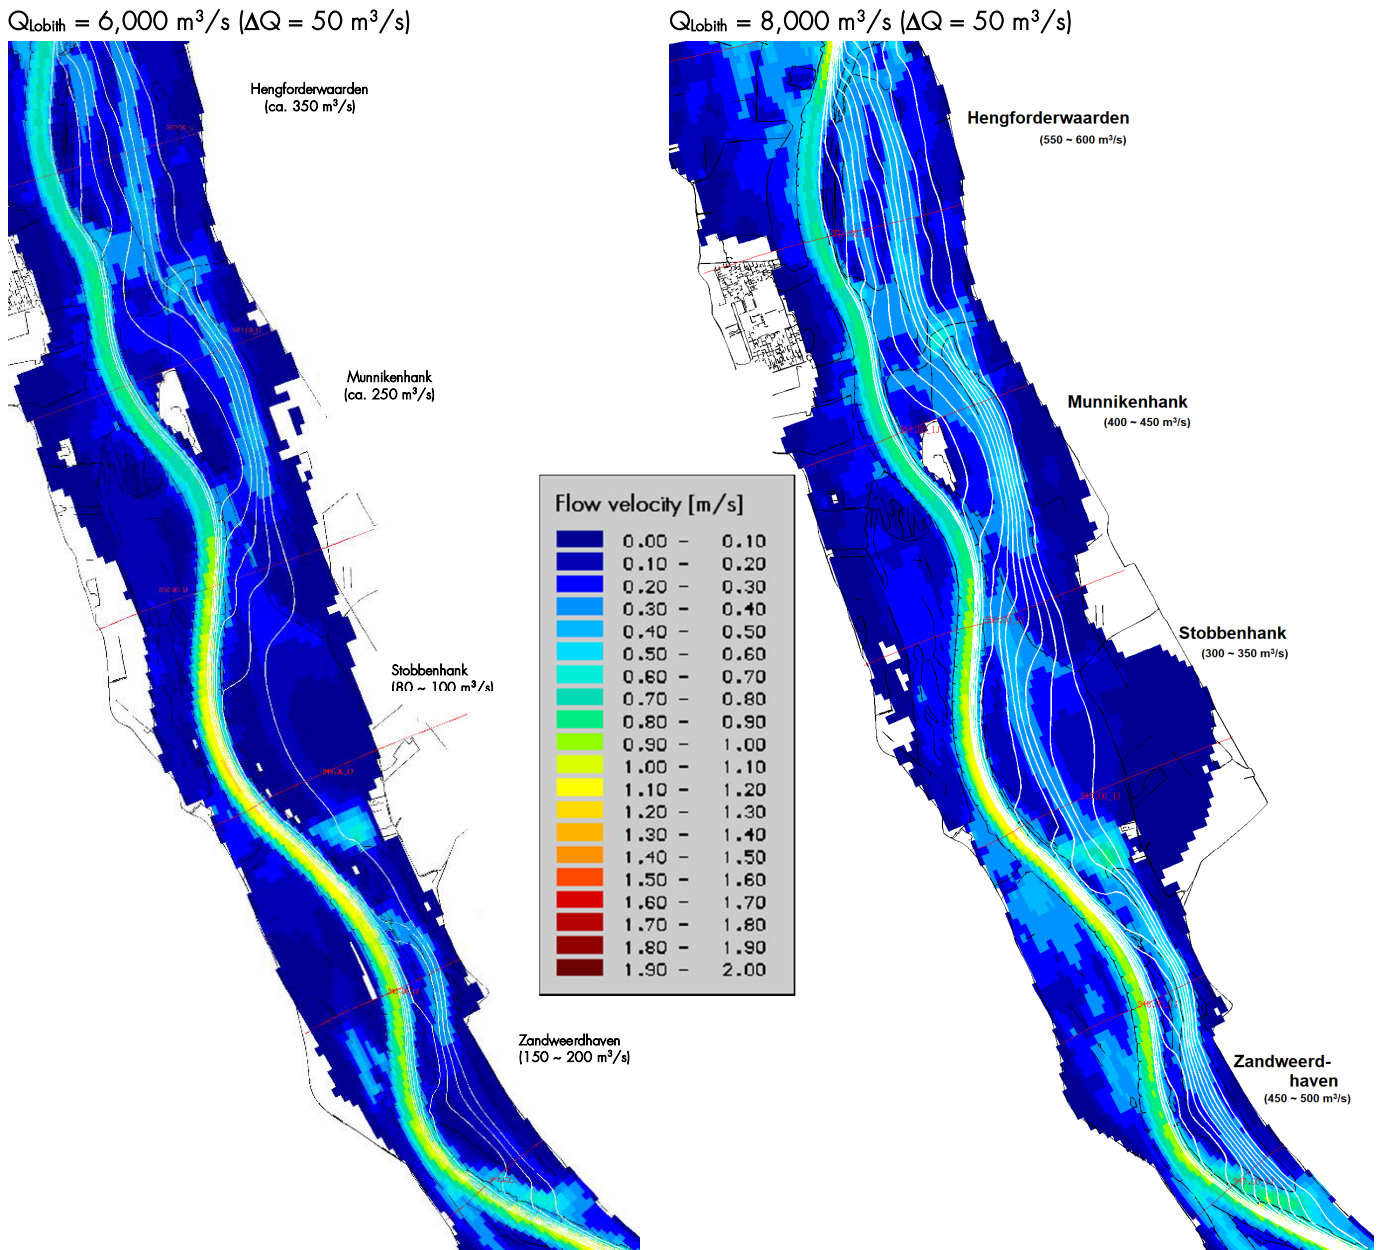 QLobith = 6,000 m³/s (ΔQ = 50 m³/s)
Hengforderwaarden
(ca. 350 m³/s)
Munnikenhank
(ca. 250 m³/s)
Stobbenhank
(80 ~ 100 m³/s)
Zandweerdhaven
(150 ~ 200 m³/s)
Flow velocity [m/s]
0.00 - 0.10
0.10 - 0.20
0.20 - 0.30
0.30 - 0.40
0.40 - 0.50
0.50 - 0.60
0.60 - 0.70
0.70 - 0.80
0.80 - 0.90
0.90 - 1.00
1.00 - 1.10
1.10 - 1.20
1.20 - 1.30
1.30 - 1.40
1.40 - 1.50
1.50 - 1.60
1.60 - 1.70
1.70 - 1.80
1.80 - 1.90
1.90 - 2.00
QLobith = 8,000 m³/s (ΔQ = 50 m³/s)
Hengforderwaarden
(550 ~ 600 m³/s)
Munnikenhank
(400 ~ 450 m³/s)
Stobbenhank
(300 ~ 350 m³/s)
Zandweerd-
haven
(450 ~ 500 m³/s)